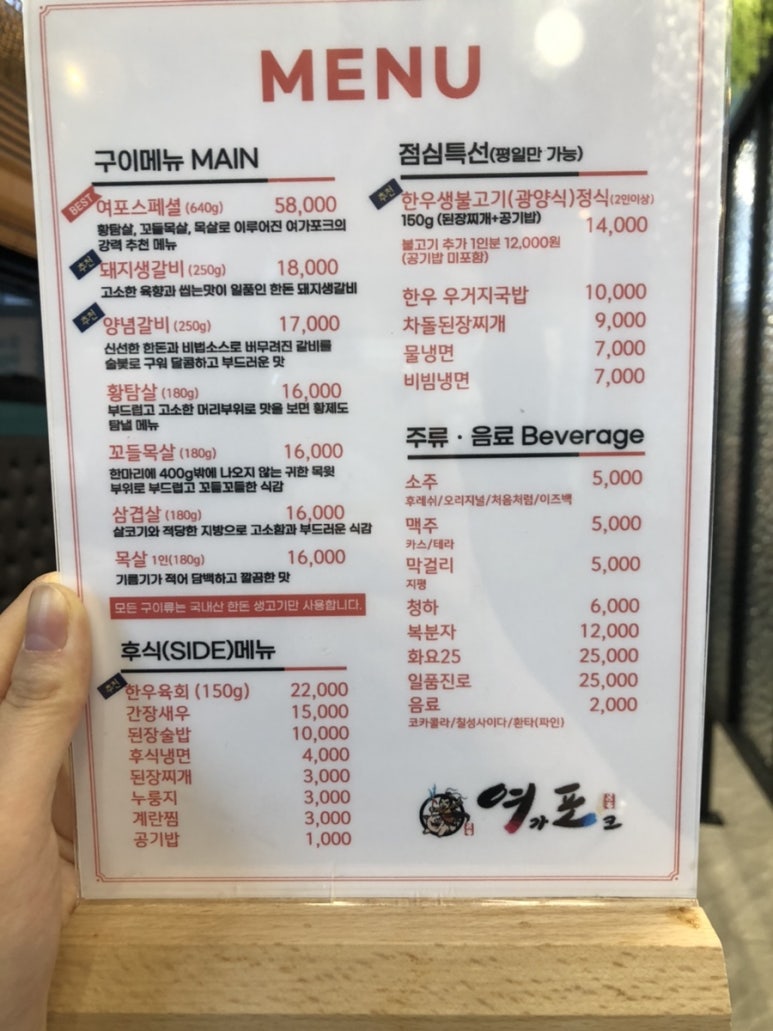 MENU
구이메뉴 MAIN
BEST
여포스페셜 (640g) 58,000
황탐살, 꼬들목살, 목살로 이루어진 여가포크의
강력 추천 메뉴
추천
돼지생갈비 (250g) 18,000
고소한 육향과 씹는맛이 일품인 한돈 돼지생갈비
추천
양념갈비 (250g) 17,000
신선한 한돈과 비법소스로 버무려진 갈비를
숯불로 구워 달콤하고 부드러운 맛
황탐살 (180g) 16,000
부드럽고 고소한 머리부위로 맛을 보면 황제도
탐낼 메뉴
꼬들목살 (180g) 16,000
한마리에 400g밖에 나오지 않는 귀한 목윗
부위로 부드럽고 꼬들꼬들한 식감
삼겹살 (180g) 16,000
살코기와 적당한 지방으로 고소함과 부드러운 식감
목살 1인(180g) 16,000
기름기가 적어 담백하고 깔끔한 맛
모든 구이류는 국내산 한돈 생고기만 사용합니다.
후식(SIDE)메뉴
추천
한우육회 (150g) 22,000
간장새우 15,000
된장술밥 10,000
후식냉면 4,000
된장찌개 3,000
누룽지 3,000
계란찜 3,000
공기밥 1,000
점심특선(평일만 가능)
추천
한우생불고기(광양식)정식(2인이상)
150g (된장찌개+공기밥) 14,000
불고기 추가 1인분 12,000원
(공기밥 미포함)
한우 우거지국밥 10,000
차돌된장찌개 9,000
물냉면 7,000
비빔냉면 7,000
주류 · 음료 Beverage
소주 5,000
후레쉬/오리지널/처음처럼/이즈백
맥주 5,000
카스/테라
막걸리 5,000
지평
청하 6,000
복분자 12,000
화요25 25,000
일품진로 25,000
음료 2,000
코카콜라/칠성사이다/환타(파인)
여가포크